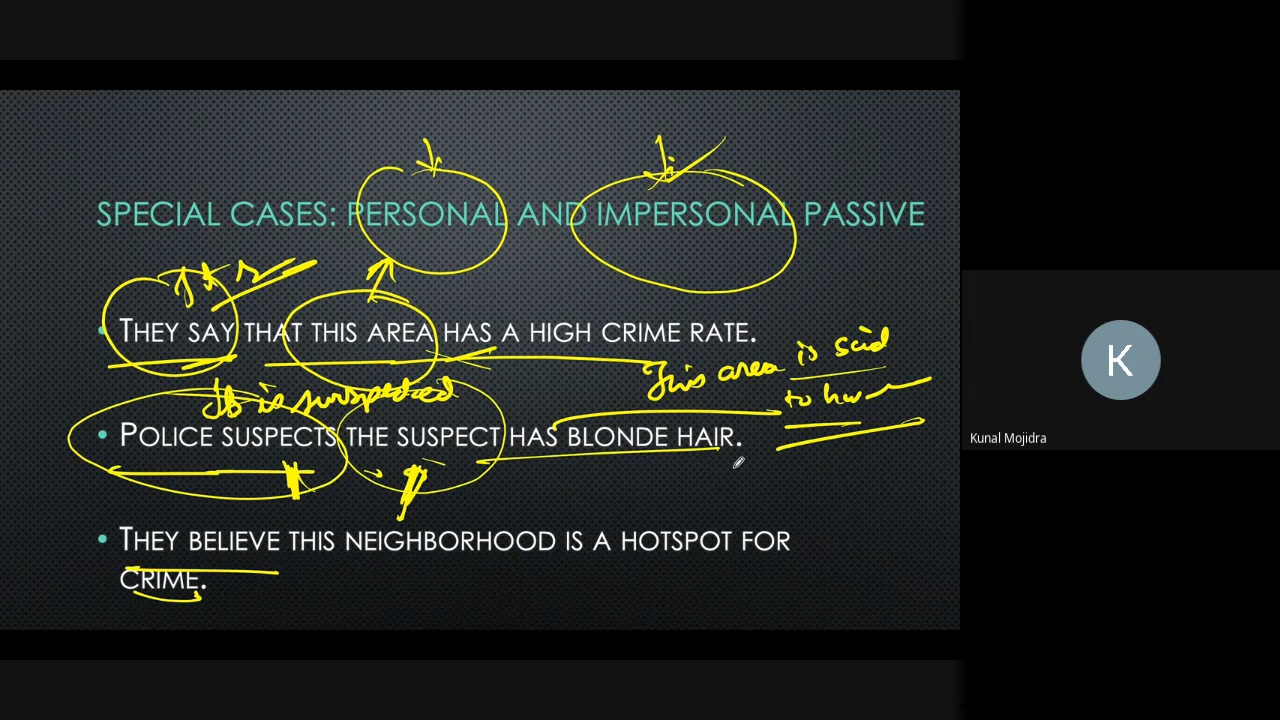 SPECIAL CASES: PERSONAL AND IMPERSONAL PASSIVE
• THEY SAY THAT THIS AREA HAS A HIGH CRIME RATE.
This area is said
to have
It is suspected
• POLICE SUSPECTS THE SUSPECT HAS BLONDE HAIR.
• THEY BELIEVE THIS NEIGHBORHOOD IS A HOTSPOT FOR
CRIME.
K
Kunal Mojidra